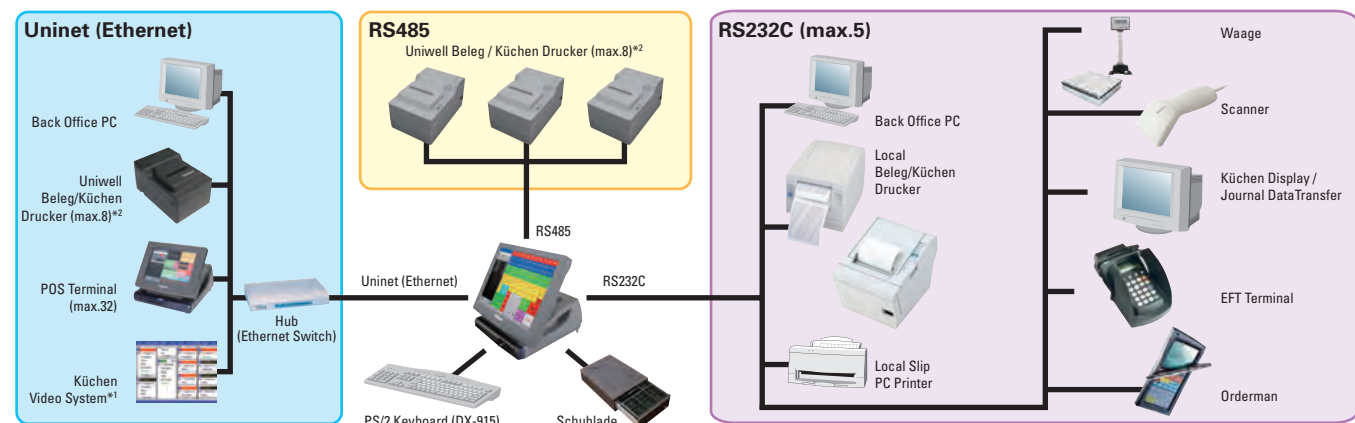 Uninet (Ethernet)
Back Office PC
Uniwell
Beleg/Küchen
Drucker (max.8)*2
POS Terminal
(max.32)
Küchen
Video System*1
Hub
(Ethernet Switch)
RS485
Uniwell Beleg / Küchen Drucker (max.8)*2
RS485
Uninet (Ethernet)
RS232C
PS/2 Keyboard (DX-915)
Schublade
RS232C (max.5)
Back Office PC
Local
Beleg/Küchen
Drucker
Local Slip
PC Printer
Waage
Scanner
Küchen Display /
Journal DataTransfer
EFT Terminal
Orderman